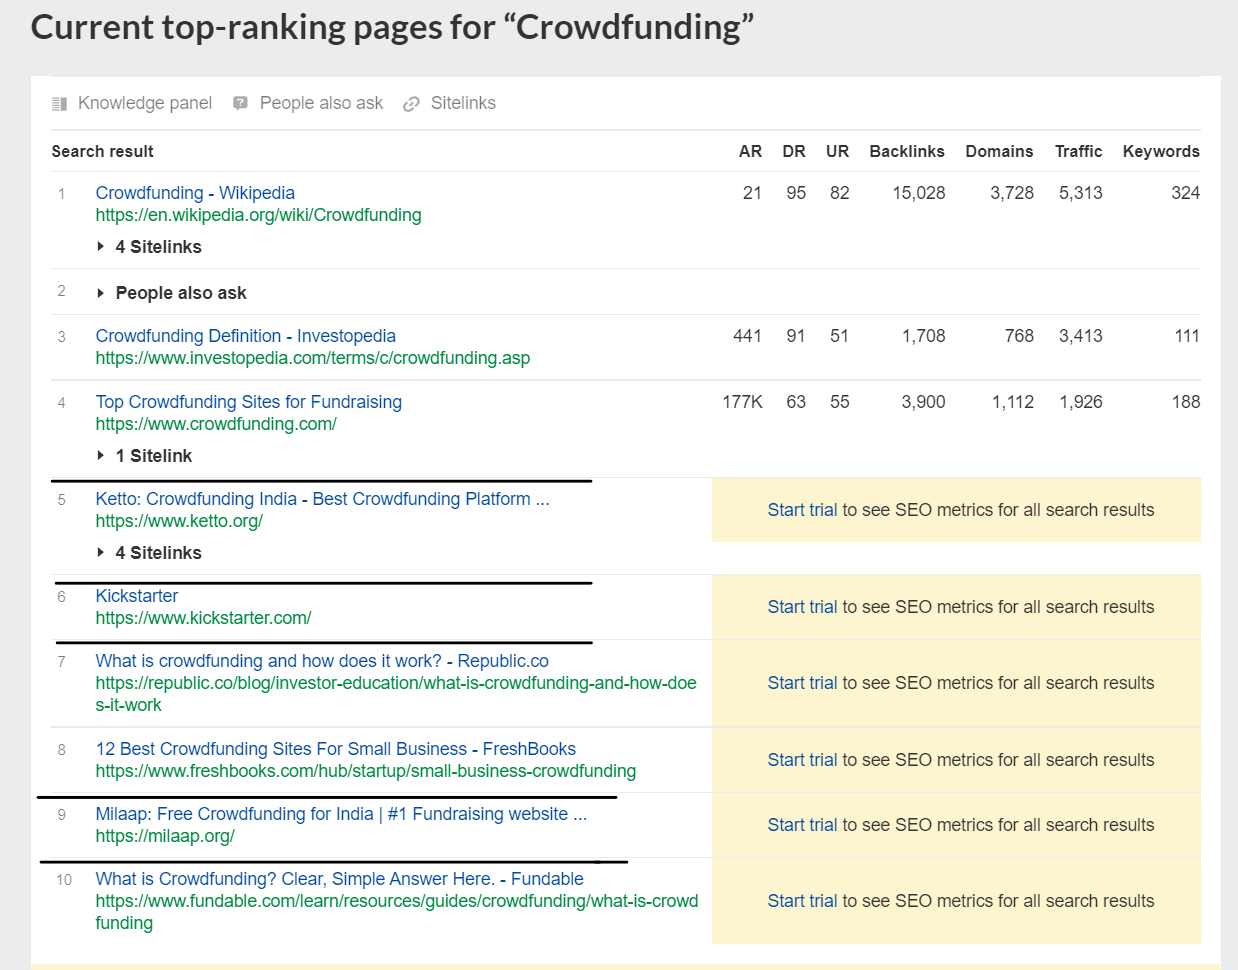 Current top-ranking pages for “Crowdfunding”
Knowledge panel People also ask Sitelinks
Search result AR DR UR Backlinks Domains Traffic Keywords
1 Crowdfunding - Wikipedia 21 95 82 15,028 3,728 5,313 324
https://en.wikipedia.org/wiki/Crowdfunding
4 Sitelinks
2 People also ask
3 Crowdfunding Definition - Investopedia 441 91 51 1,708 768 3,413 111
https://www.investopedia.com/terms/c/crowdfunding.asp
4 Top Crowdfunding Sites for Fundraising 177K 63 55 3,900 1,112 1,926 188
https://www.crowdfunding.com/
1 Sitelink
5 Ketto: Crowdfunding India - Best Crowdfunding Platform ...
https://www.ketto.org/
Start trial to see SEO metrics for all search results
4 Sitelinks
6 Kickstarter
https://www.kickstarter.com/
Start trial to see SEO metrics for all search results
7 What is crowdfunding and how does it work? - Republic.co
https://republic.co/blog/investor-education/what-is-crowdfunding-and-how-doe
s-it-work
Start trial to see SEO metrics for all search results
8 12 Best Crowdfunding Sites For Small Business - FreshBooks
https://www.freshbooks.com/hub/startup/small-business-crowdfunding
Start trial to see SEO metrics for all search results
9 Milaap: Free Crowdfunding for India | #1 Fundraising website ...
https://milaap.org/
Start trial to see SEO metrics for all search results
10 What is Crowdfunding? Clear, Simple Answer Here. - Fundable
https://www.fundable.com/learn/resources/guides/crowdfunding/what-is-crowd
funding
Start trial to see SEO metrics for all search results